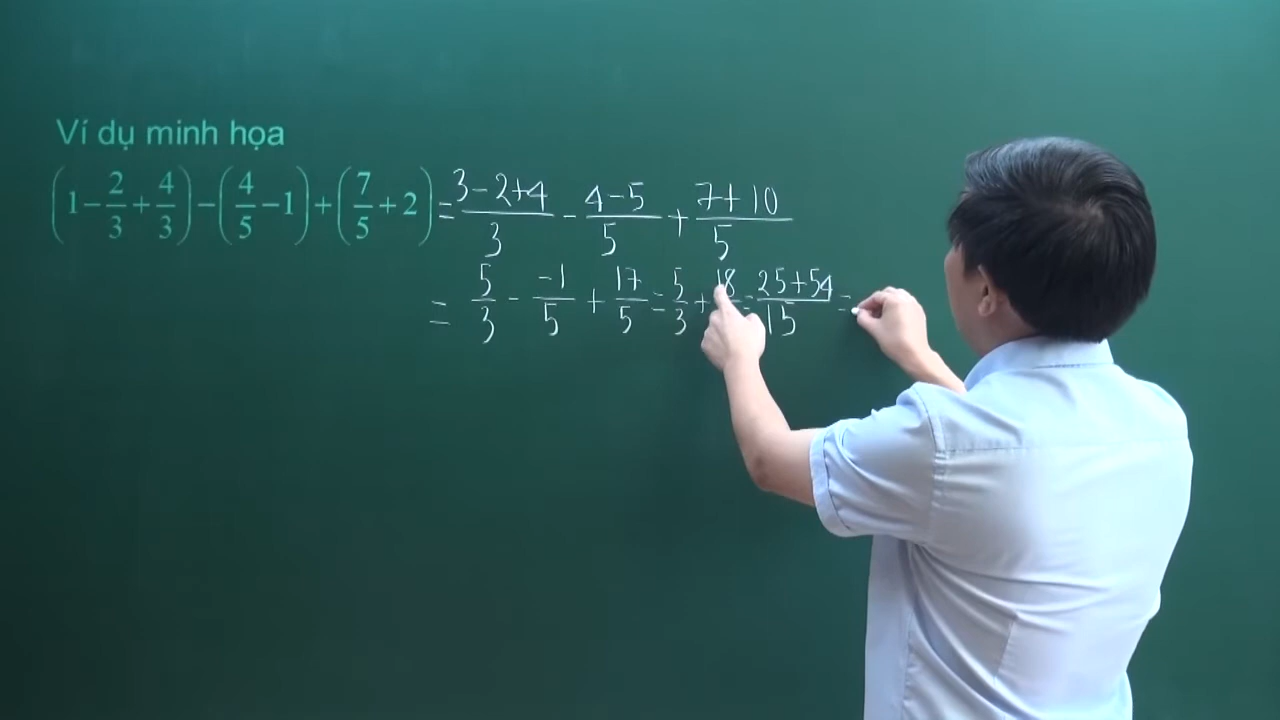 Ví dụ minh họa
(1 - 2/3 + 4/3) - (4/5 - 1) + (7/5 + 2) = (3-2+4)/3 - (4-5)/5 + (7+10)/5
= 5/3 - (-1)/5 + 17/5 = 5/3 + 18 = (25+54)/15 =